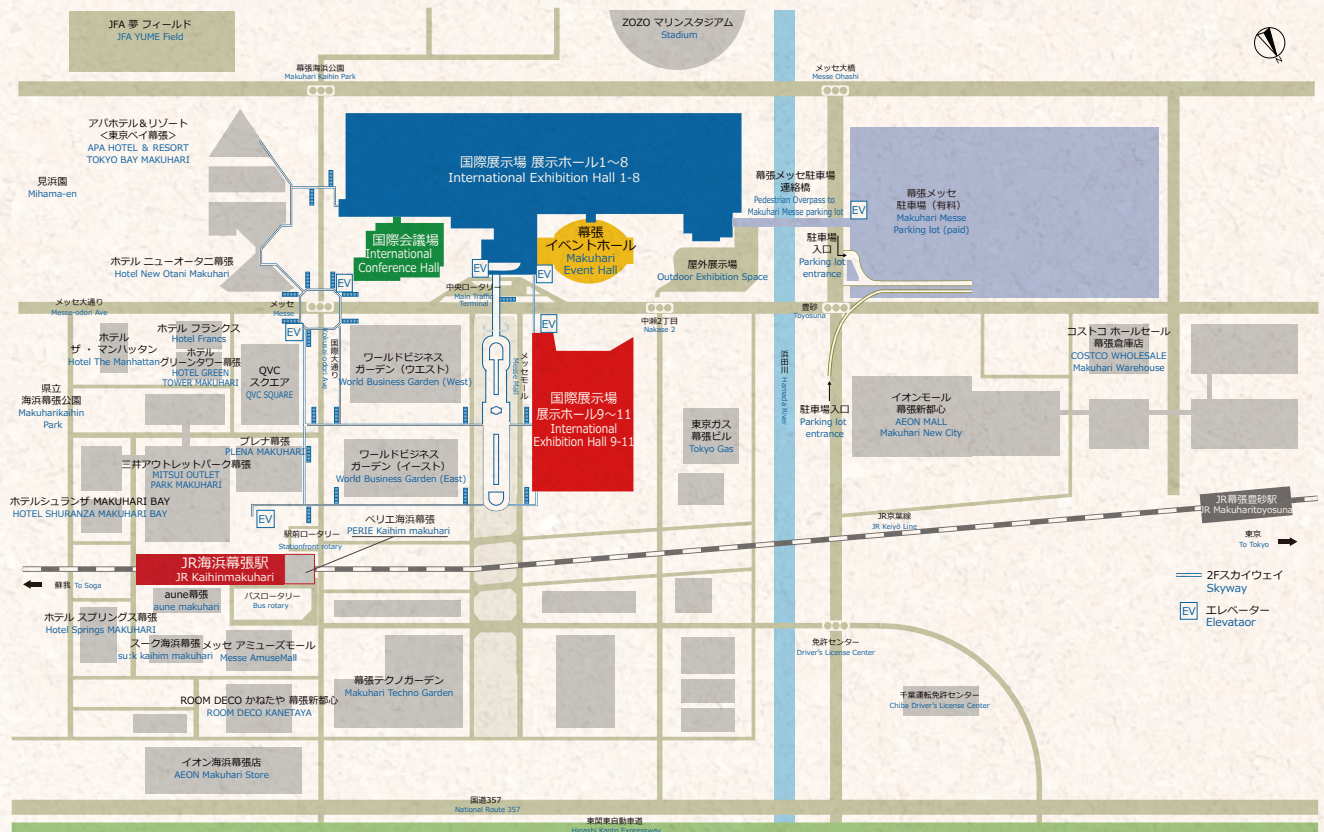 JFA 夢 フィールド
JFA YUME Field
ZOZO マリンスタジアム
Stadium
N
幕張海浜公園
Makuhari Kaihin Park
メッセ大橋
Messe Ohashi
アパホテル＆リゾート
＜東京ベイ幕張＞
APA HOTEL & RESORT
TOKYO BAY MAKUHARI
見浜園
Mihama-en
国際展示場 展示ホール1～8
International Exhibition Hall 1-8
幕張メッセ駐車場
連絡橋
Pedestrian Overpass to
Makuhari Messe parking lot
EV
幕張メッセ
駐車場（有料）
Makuhari Messe
Parking lot (paid)
国際会議場
International
Conference Hall
幕張
イベントホール
Makuhari
Event Hall
駐車場
入口
Parking lot
entrance
ホテル ニューオータニ幕張
Hotel New Otani Makuhari
EV
EV
EV
屋外展示場
Outdoor Exhibition Space
中央ロータリー
Main Traffic
Terminal
メッセ大通り
Messe-odori Ave
メッセ
Messe
中瀬2丁目
Nakase 2
豊砂
Toyosuna
ホテル
ザ ・ マンハッタン
Hotel The Manhattan
ホテル フランクス
Hotel Francs
ホテル
グリーンタワー幕張
HOTEL GREEN
TOWER MAKUHARI
EV
QVC
スクエア
QVC SQUARE
国際大通り
Kokusai-odori Ave
ワールドビジネス
ガーデン（ウエスト）
World Business Garden (West)
メッセモール
Messe Mall
EV
国際展示場
展示ホール9～11
International
Exhibition Hall 9-11
浜田川 Hamada River
コストコ ホールセール
幕張倉庫店
COSTCO WHOLESALE
Makuhari Warehouse
県立
海浜幕張公園
Makuharikaihin
Park
東京ガス
幕張ビル
Tokyo Gas
駐車場入口
Parking lot
entrance
イオンモール
幕張新都心
AEON MALL
Makuhari New City
プレナ幕張
PLENA MAKUHARI
三井アウトレットパーク幕張
MITSUI OUTLET
PARK MAKUHARI
ワールドビジネス
ガーデン（イースト）
World Business Garden (East)
ホテルシュランザ MAKUHARI BAY
HOTEL SHURANZA MAKUHARI BAY
EV
駅前ロータリー
Stationfront rotary
ペリエ海浜幕張
PERIE Kaihim makuhari
JR京葉線
JR Keiyō Line
JR幕張豊砂駅
JR Makuharitoyosuna
東京
To Tokyo
JR海浜幕張駅
JR Kaihinmakuhari
蘇我 To Soga
aune幕張
aune makuhari
バスロータリー
Bus rotary
2Fスカイウェイ
Skyway
EV
エレベーター
Elevataor
ホテル スプリングス幕張
Hotel Springs MAKUHARI
スーク海浜幕張
su:k kaihim makuhari
メッセ アミューズモール
Messe AmuseMall
免許センター
Driver's License Center
幕張テクノガーデン
Makuhari Techno Garden
ROOM DECO かねたや 幕張新都心
ROOM DECO KANETAYA
千葉運転免許センター
Chiba Driver's License Center
イオン海浜幕張店
AEON Makuhari Store
国道357
National Route 357
東関東自動車道
Higashi Kanto Expressway